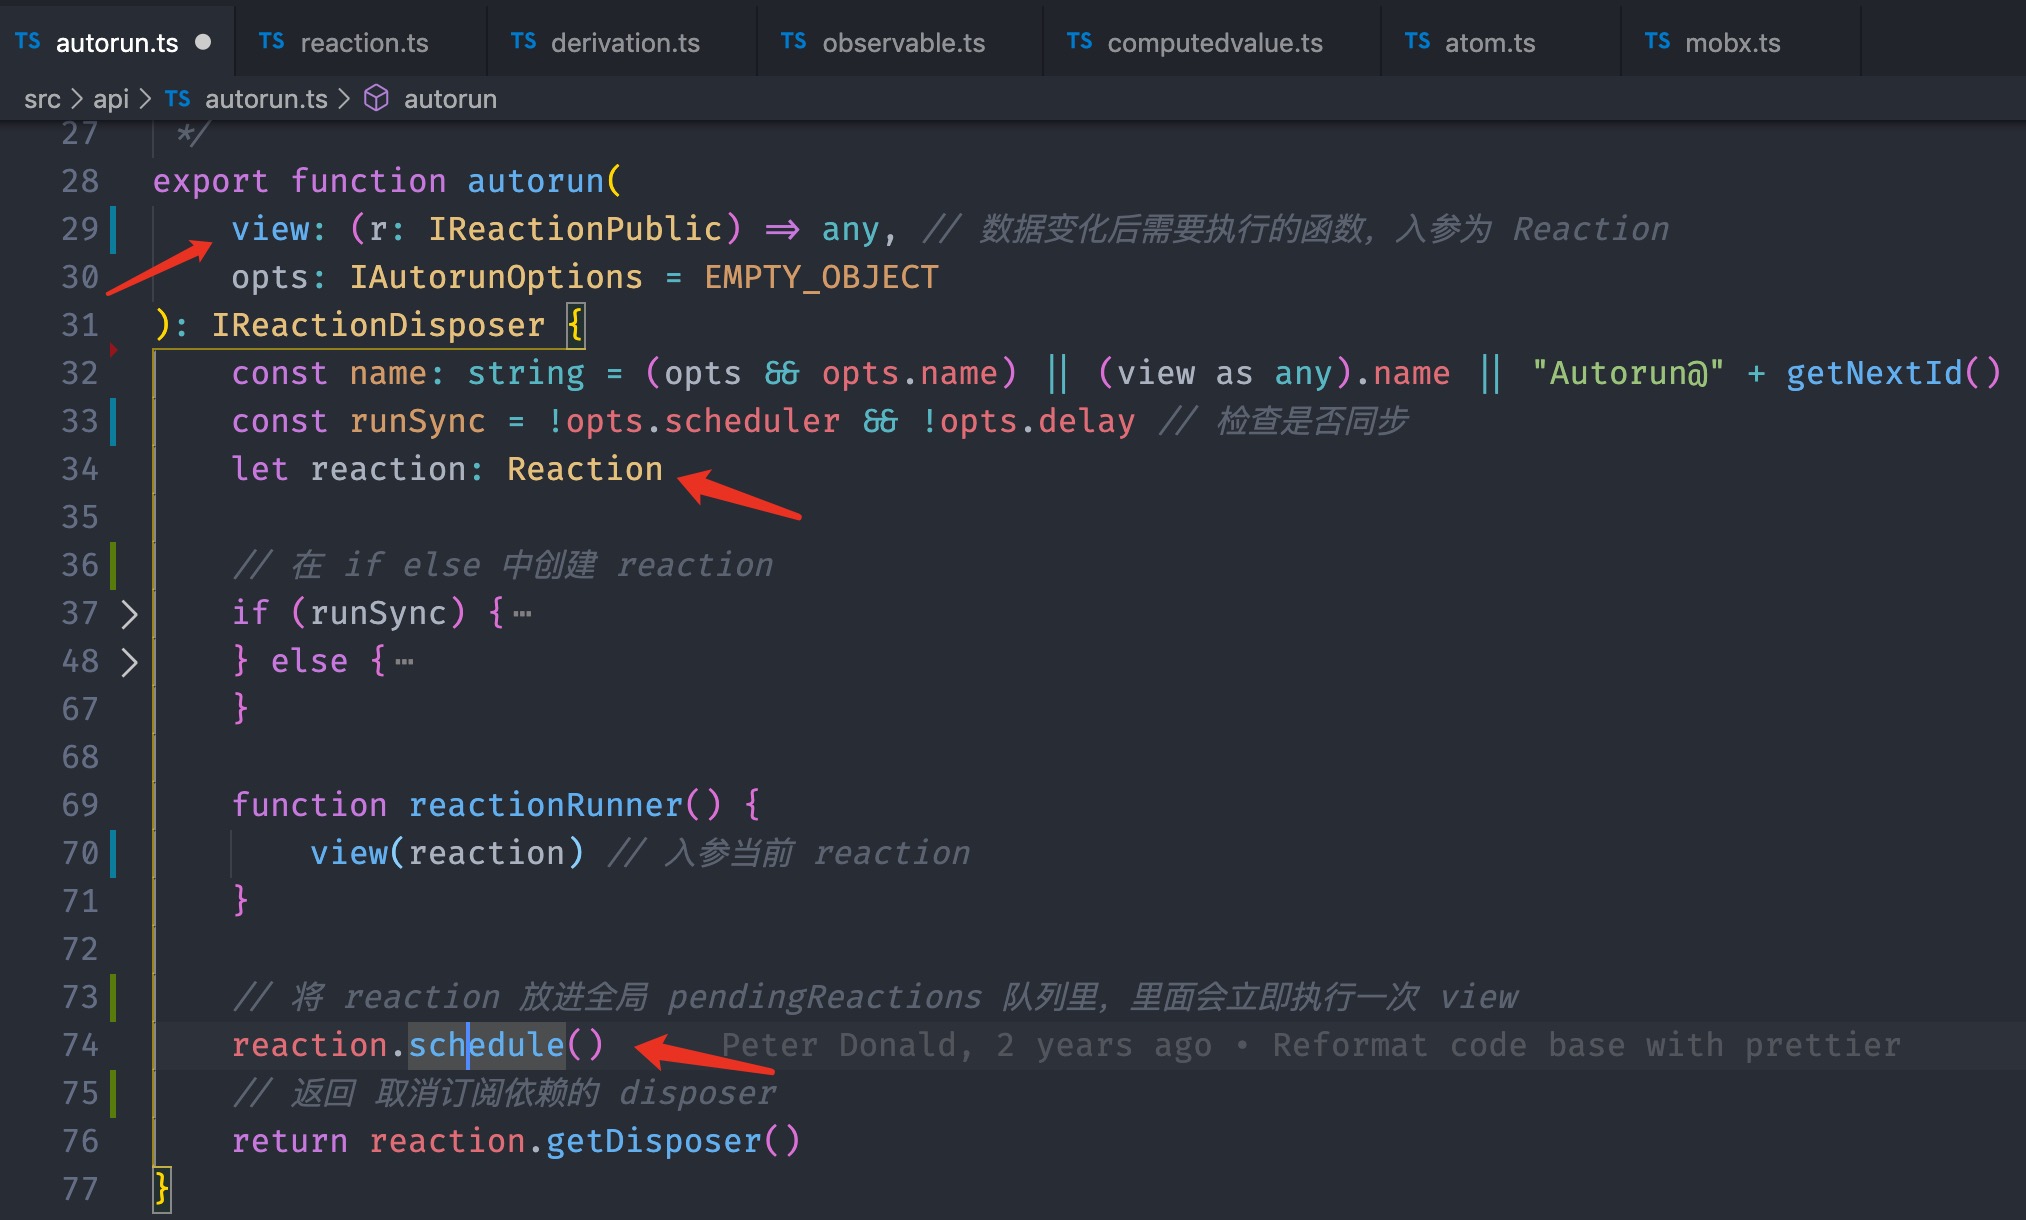 TS autorun.ts ● TS reaction.ts TS derivation.ts TS observable.ts TS computedvalue.ts TS atom.ts TS mobx.ts
src > api > TS autorun.ts > autorun
27 */
28 export function autorun(
29 view: (r: IReactionPublic) => any, // 数据变化后需要执行的函数，入参为 Reaction
30 opts: IAutorunOptions = EMPTY_OBJECT
31 ): IReactionDisposer {
32 const name: string = (opts && opts.name) || (view as any).name || "Autorun@" + getNextId()
33 const runSync = !opts.scheduler && !opts.delay // 检查是否同步
34 let reaction: Reaction
35
36 // 在 if else 中创建 reaction
37 if (runSync) {⋯
48 } else {⋯
67 }
68
69 function reactionRunner() {
70 view(reaction) // 入参当前 reaction
71 }
72
73 // 将 reaction 放进全局 pendingReactions 队列里，里面会立即执行一次 view
74 reaction.schedule() Peter Donald, 2 years ago • Reformat code base with prettier
75 // 返回 取消订阅依赖的 disposer
76 return reaction.getDisposer()
77 }